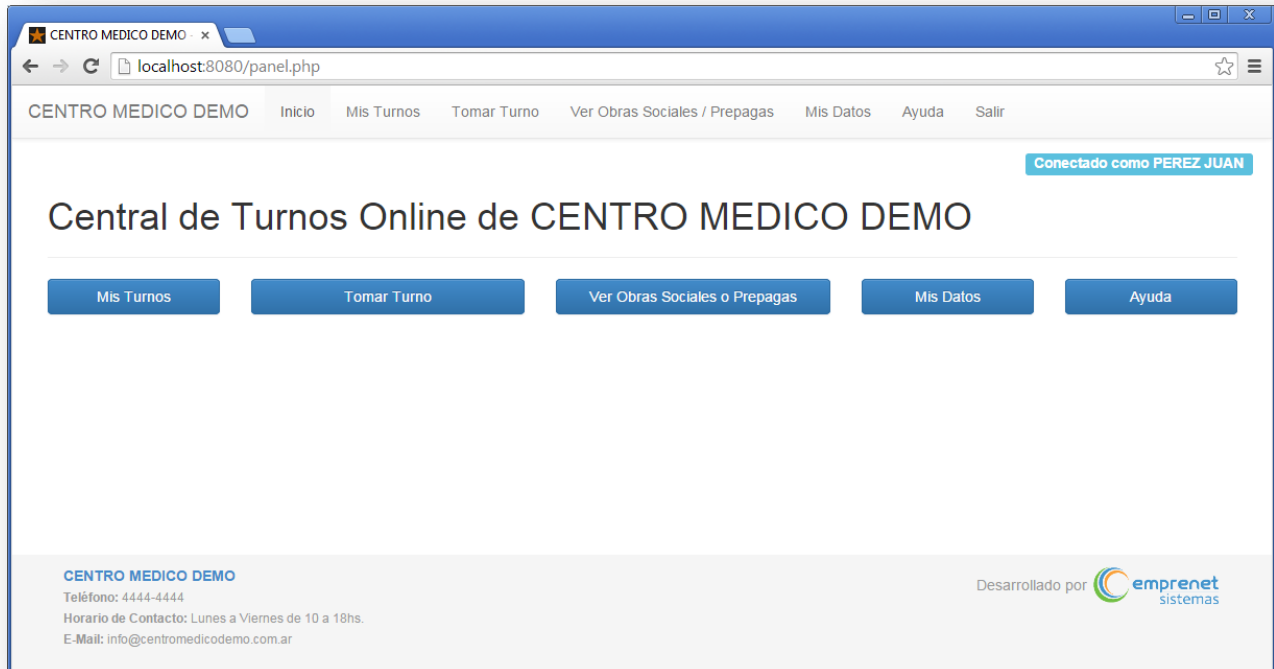 CENTRO MEDICO DEMO -
localhost:8080/panel.php
CENTRO MEDICO DEMO Inicio Mis Turnos Tomar Turno Ver Obras Sociales / Prepagas Mis Datos Ayuda Salir
Conectado como PEREZ JUAN
Central de Turnos Online de CENTRO MEDICO DEMO
Mis Turnos Tomar Turno Ver Obras Sociales o Prepagas Mis Datos Ayuda
CENTRO MEDICO DEMO
Teléfono: 4444-4444
Horario de Contacto: Lunes a Viernes de 10 a 18hs.
E-Mail: info@centromedicodemo.com.ar
Desarrollado por emprenet
sistemas